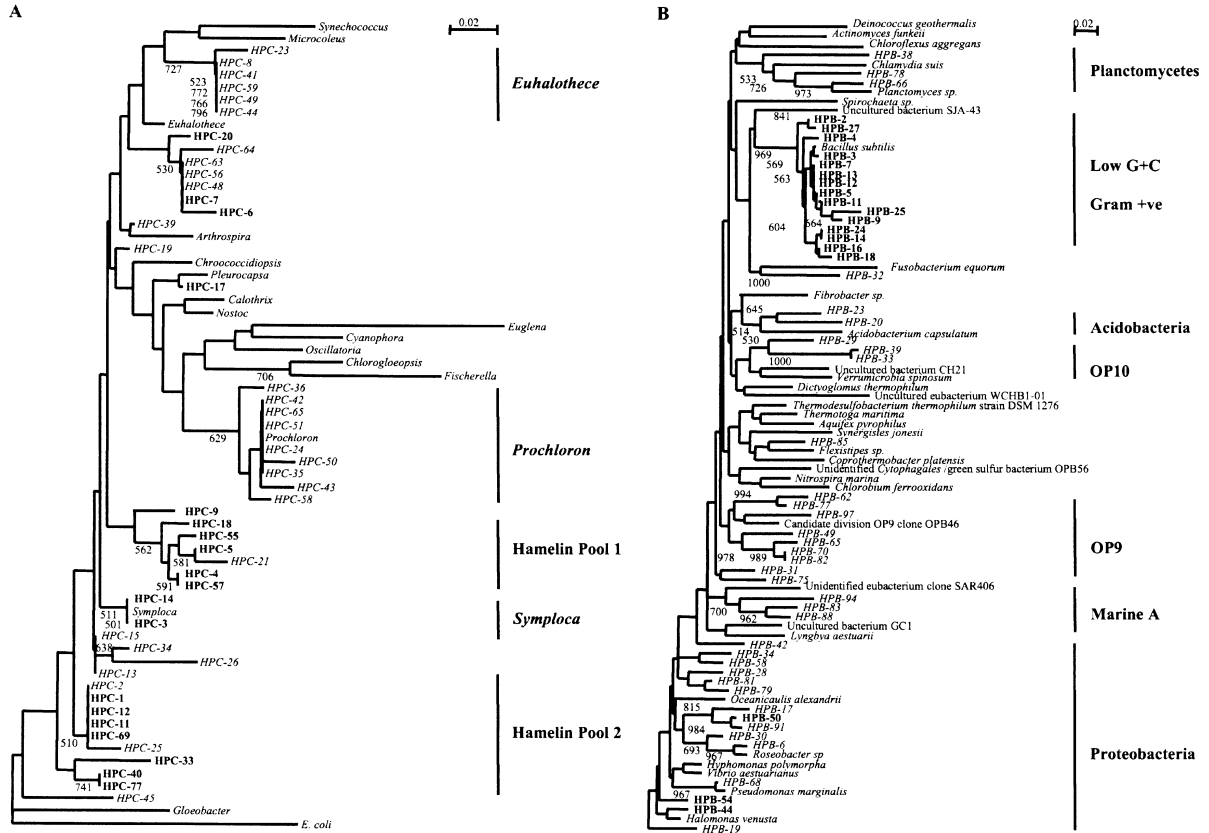 A
Synechococcus
0.02
Microcoleus
HPC-23
727
HPC-8
HPC-41
523
HPC-59
772
HPC-49
766
HPC-44
796
Euhalothece
Euhalothece
HPC-20
HPC-64
HPC-63
530
HPC-56
HPC-48
HPC-7
HPC-6
HPC-39
Arthrospira
HPC-19
Chroococcidiopsis
Pleurocapsa
HPC-17
Calothrix
Nostoc
Euglena
Cyanophora
Oscillatoria
Chlorogloeopsis
706
Fischerella
HPC-36
HPC-42
HPC-65
HPC-51
629
Prochloron
HPC-24
Prochloron
HPC-50
HPC-35
HPC-43
HPC-58
HPC-9
HPC-18
HPC-55
562
HPC-5
Hamelin Pool 1
581
HPC-21
HPC-4
591
HPC-57
HPC-14
511
Symploca
Symploca
501
HPC-3
HPC-15
638
HPC-34
HPC-26
HPC-13
HPC-2
HPC-1
HPC-12
HPC-11
HPC-69
Hamelin Pool 2
510
HPC-25
HPC-33
HPC-40
741
HPC-77
HPC-45
Gloeobacter
E. coli
B
Deinococcus geothermalis
0.02
Actinomyces funkeii
Chloroflexus aggregans
HPB-38
Chlamydia suis
Planctomycetes
533
HPB-78
726
HPB-66
973
Planctomyces sp.
Spirochaeta sp.
Uncultured bacterium SJA-43
841
HPB-2
HPB-27
HPB-4
Bacillus subtilis
969
HPB-3
569
HPB-7
Low G+C
563
HPB-13
HPB-12
HPB-5
HPB-11
Gram +ve
HPB-25
664
HPB-9
604
HPB-24
HPB-14
HPB-16
HPB-18
Fusobacterium equorum
HPB-32
1000
Fibrobacter sp.
645
HPB-23
HPB-20
Acidobacteria
514
Acidobacterium capsulatum
530
HPB-29
HPB-39
1000
HPB-33
Uncultured bacterium CH21
OP10
Verrumicrobia spinosum
Dictyoglomus thermophilum
Uncultured eubacterium WCHB1-01
Thermodesulfobacterium thermophilum strain DSM 1276
Thermotoga maritima
Aquifex pyrophilus
Synergisles jonesii
HPB-85
Flexistipes sp.
Coprothermobacter platensis
Unidentified Cytophagales /green sulfur bacterium OPB56
Nitrospira marina
Chlorobium ferrooxidans
994
HPB-62
HPB-77
HPB-97
Candidate division OP9 clone OPB46
HPB-49
HPB-65
OP9
978
989
HPB-70
HPB-82
HPB-31
HPB-75
Unidentified eubacterium clone SAR406
HPB-94
700
HPB-83
Marine A
962
HPB-88
Uncultured bacterium GC1
Lyngbya aestuarii
HPB-42
HPB-34
HPB-58
HPB-28
HPB-81
HPB-79
Oceanicaulis alexandrii
815
HPB-17
HPB-50
984
HPB-91
HPB-30
693
HPB-6
967
Roseobacter sp
Proteobacteria
Hyphomonas polymorpha
Vibrio aestuarianus
HPB-68
967
Pseudomonas marginalis
HPB-54
HPB-44
Halomonas venusta
HPB-19